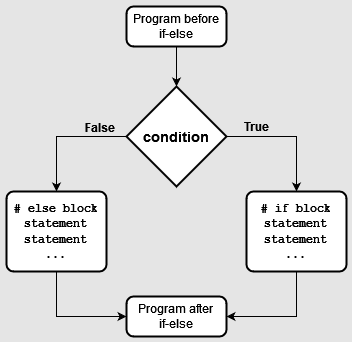 Program before
if-else
condition
False
True
# else block
statement
statement
...
# if block
statement
statement
...
Program after
if-else